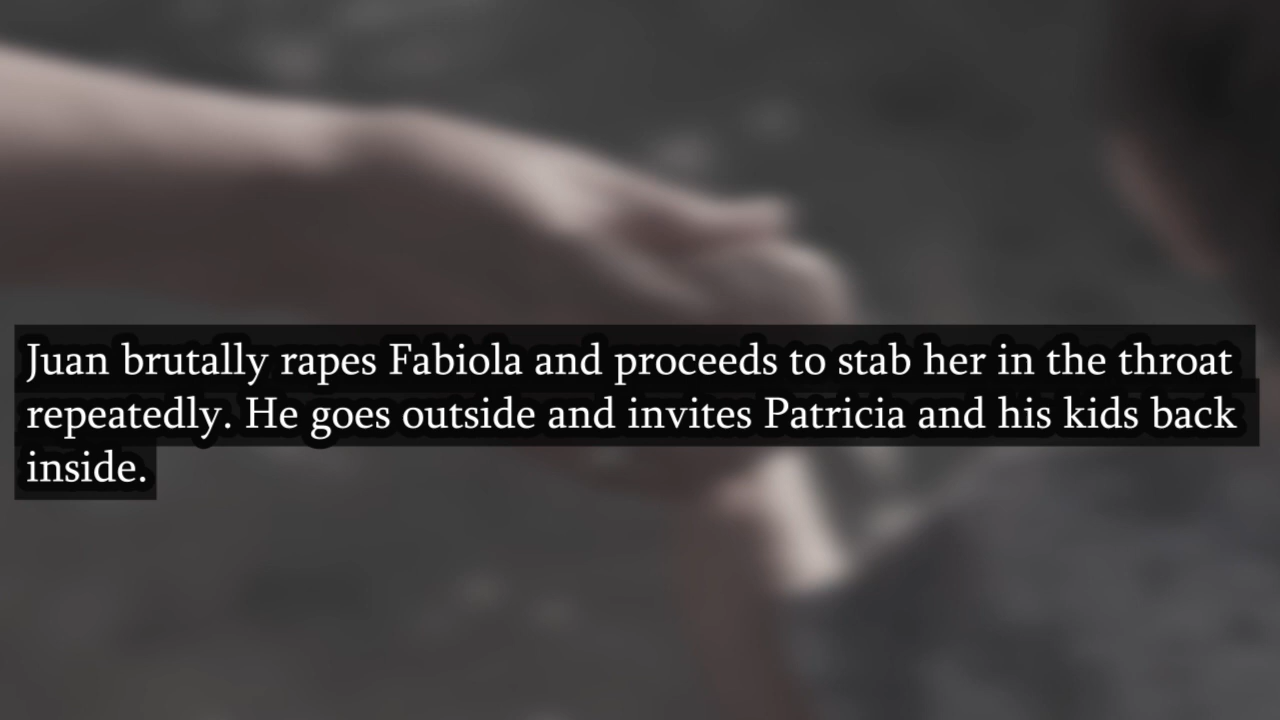 Juan brutally rapes Fabiola and proceeds to stab her in the throat
repeatedly. He goes outside and invites Patricia and his kids back
inside.